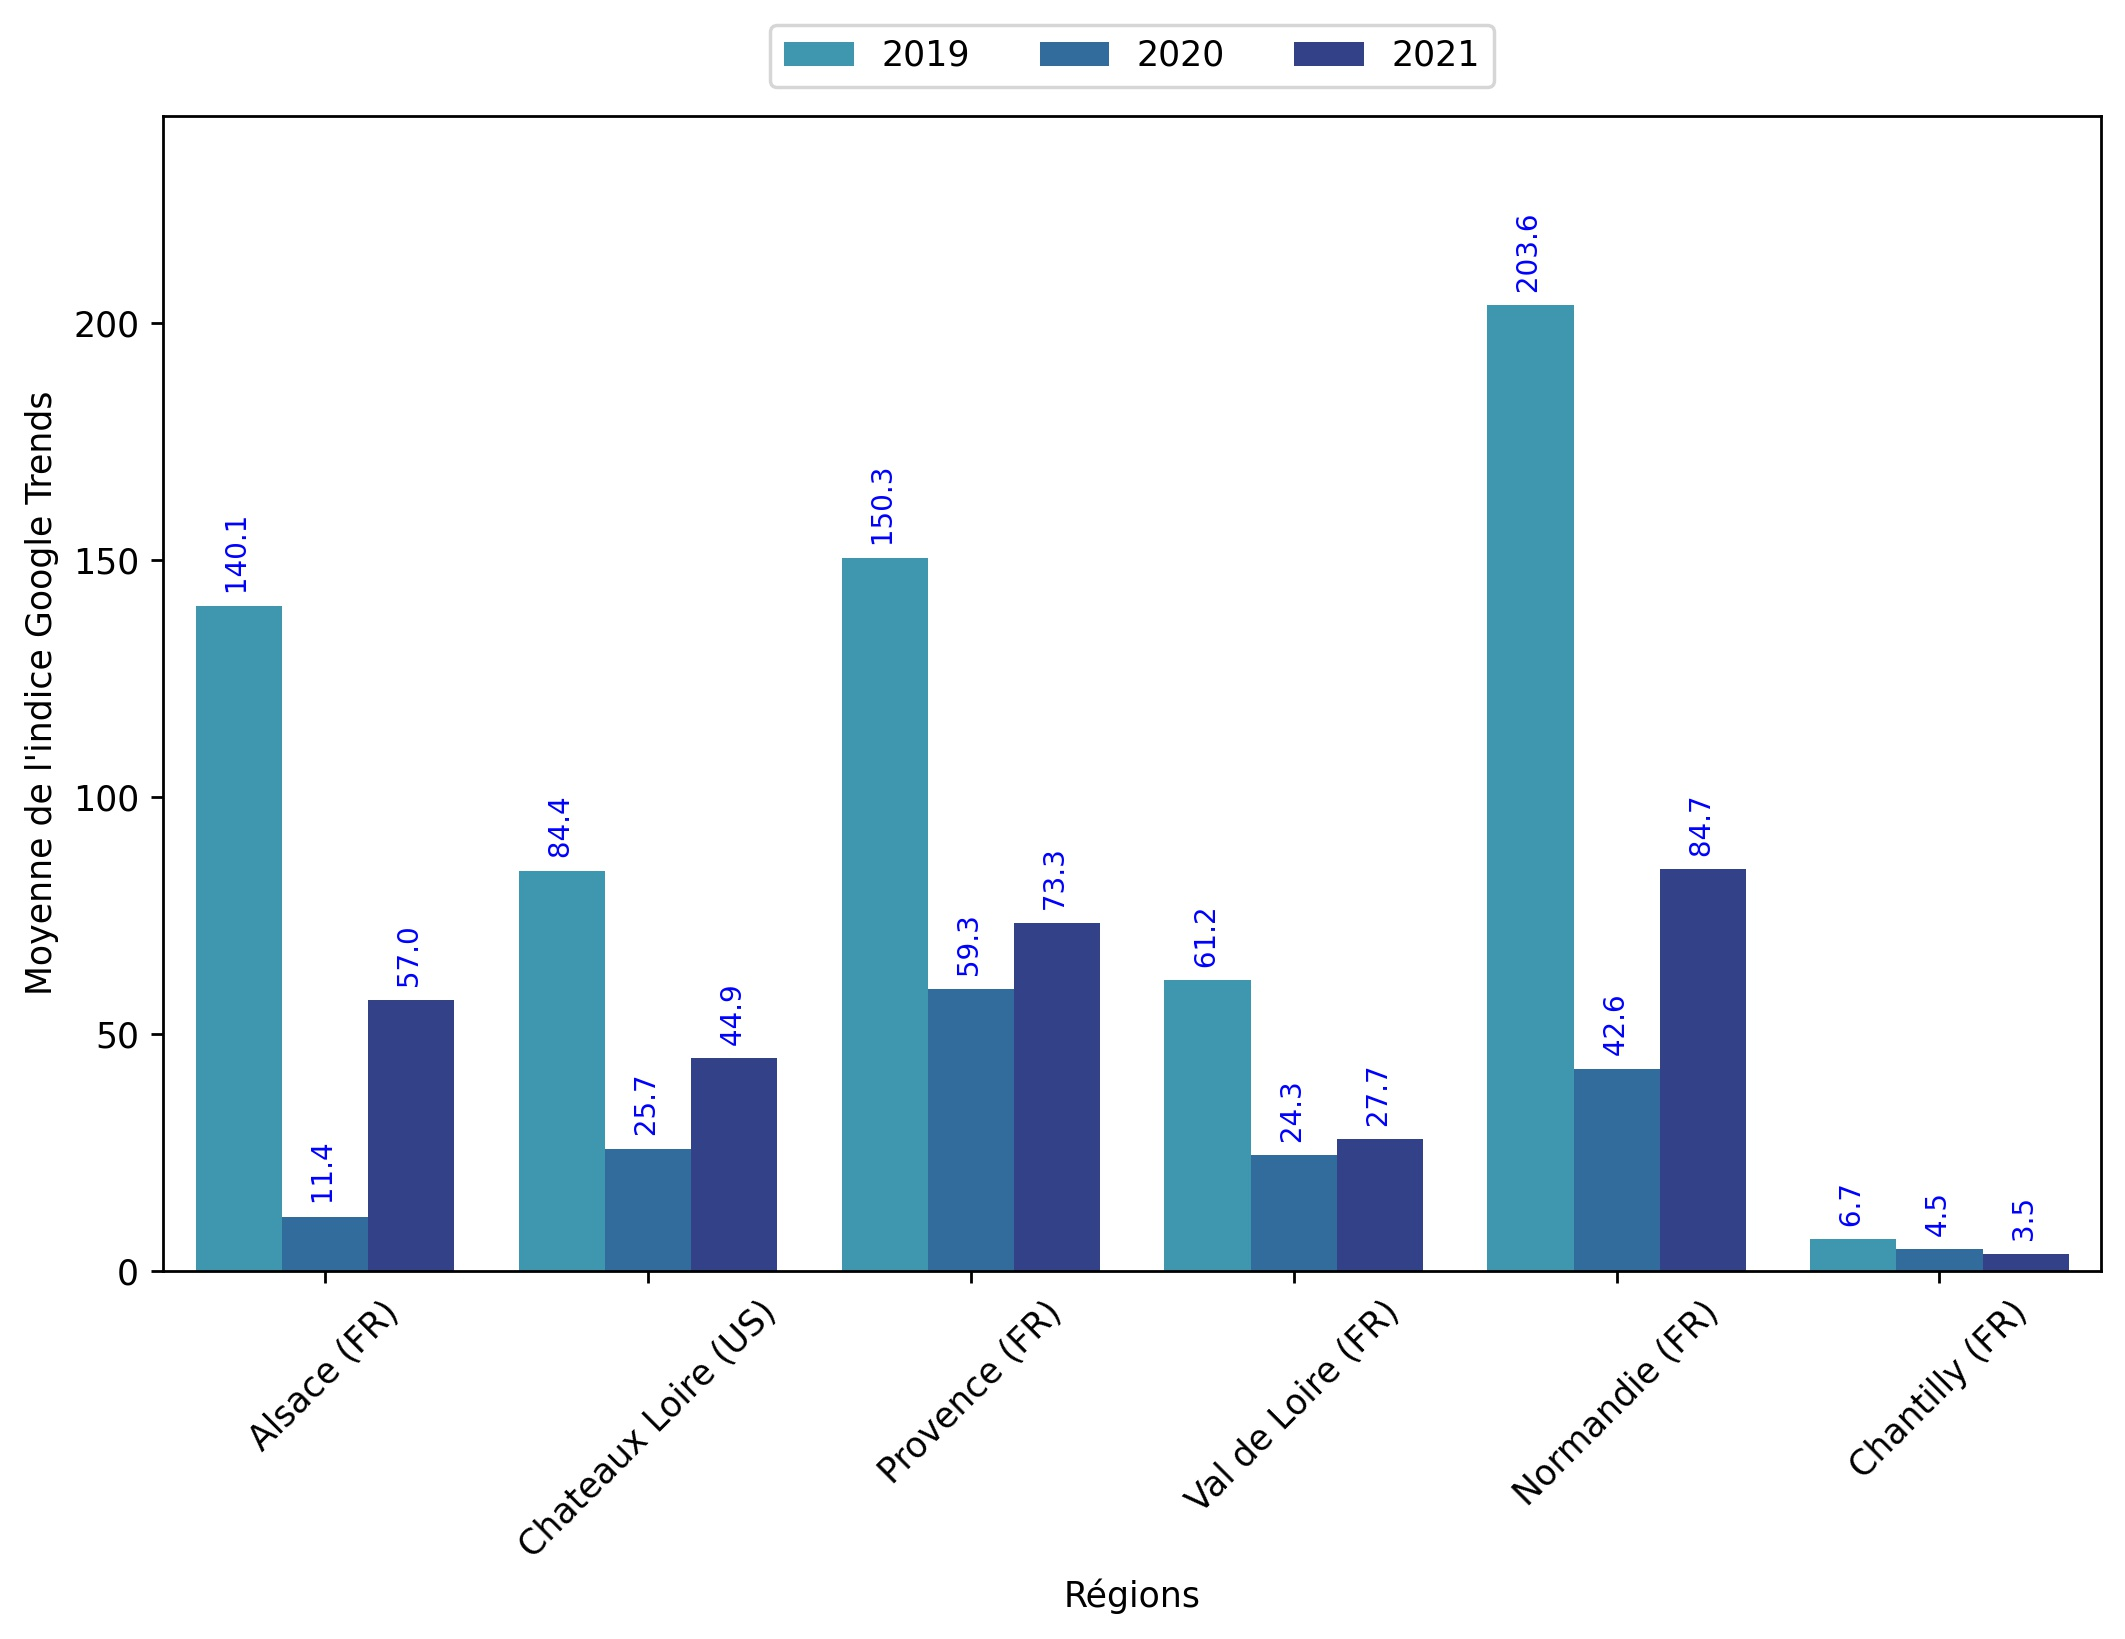 2019 2020 2021
Moyenne de l'indice Google Trends
200
150
100
50
0
140.1
11.4
57.0
84.4
25.7
44.9
150.3
59.3
73.3
61.2
24.3
27.7
203.6
42.6
84.7
6.7
4.5
3.5
Alsace (FR)
Chateaux Loire (US)
Provence (FR)
Val de Loire (FR)
Normandie (FR)
Chantilly (FR)
Régions